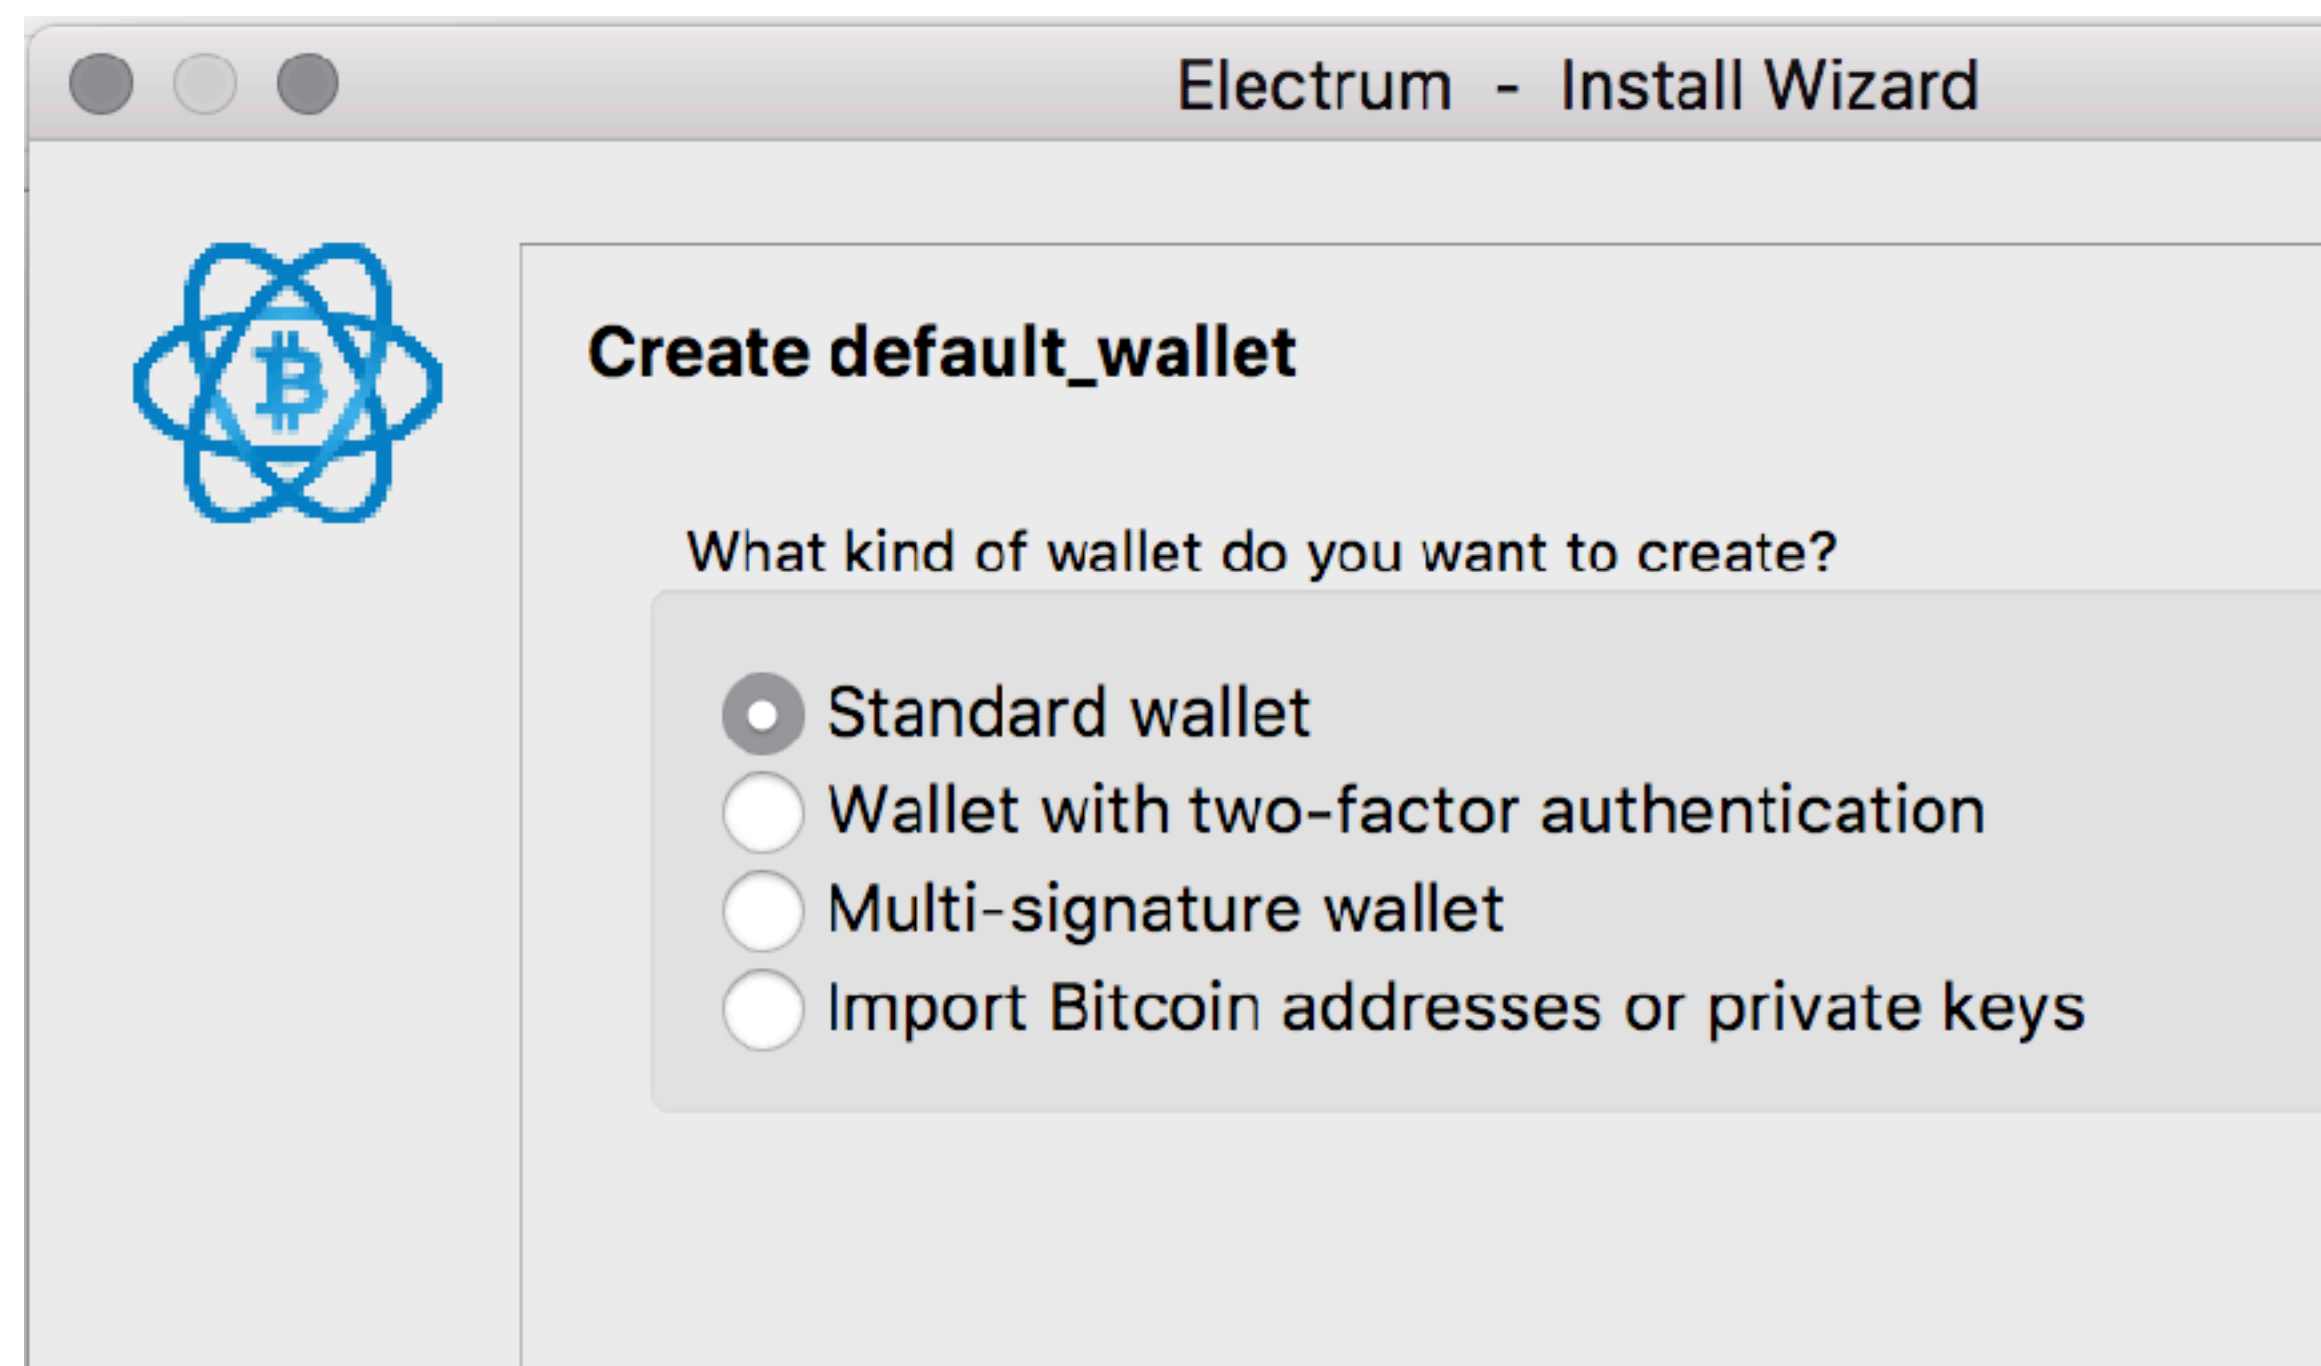 Electrum - Install Wizard
Create default_wallet
What kind of wallet do you want to create?
Standard wallet
Wallet with two-factor authentication
Multi-signature wallet
Import Bitcoin addresses or private keys